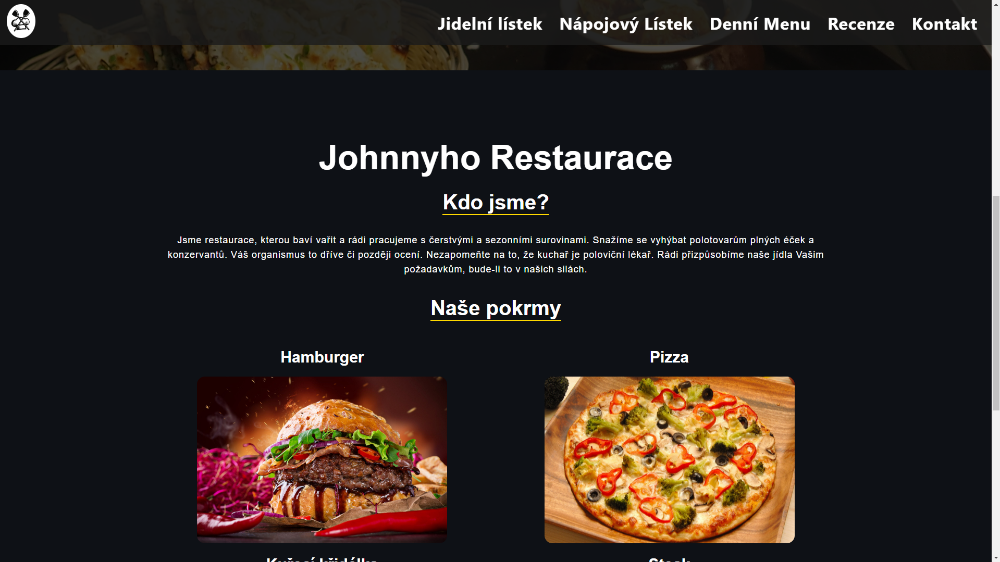 Jidelní lístek Nápojový Lístek Denní Menu Recenze Kontakt
Johnnyho Restaurace
Kdo jsme?
Jsme restaurace, kterou baví vařit a rádi pracujeme s čerstvými a sezonními surovinami. Snažíme se vyhýbat polotovarům plných éček a
konzervantů. Váš organismus to dříve či později ocení. Nezapomeňte na to, že kuchař je poloviční lékař. Rádi přizpůsobíme naše jídla Vašim
požadavkům, bude-li to v našich silách.
Naše pokrmy
Hamburger Pizza